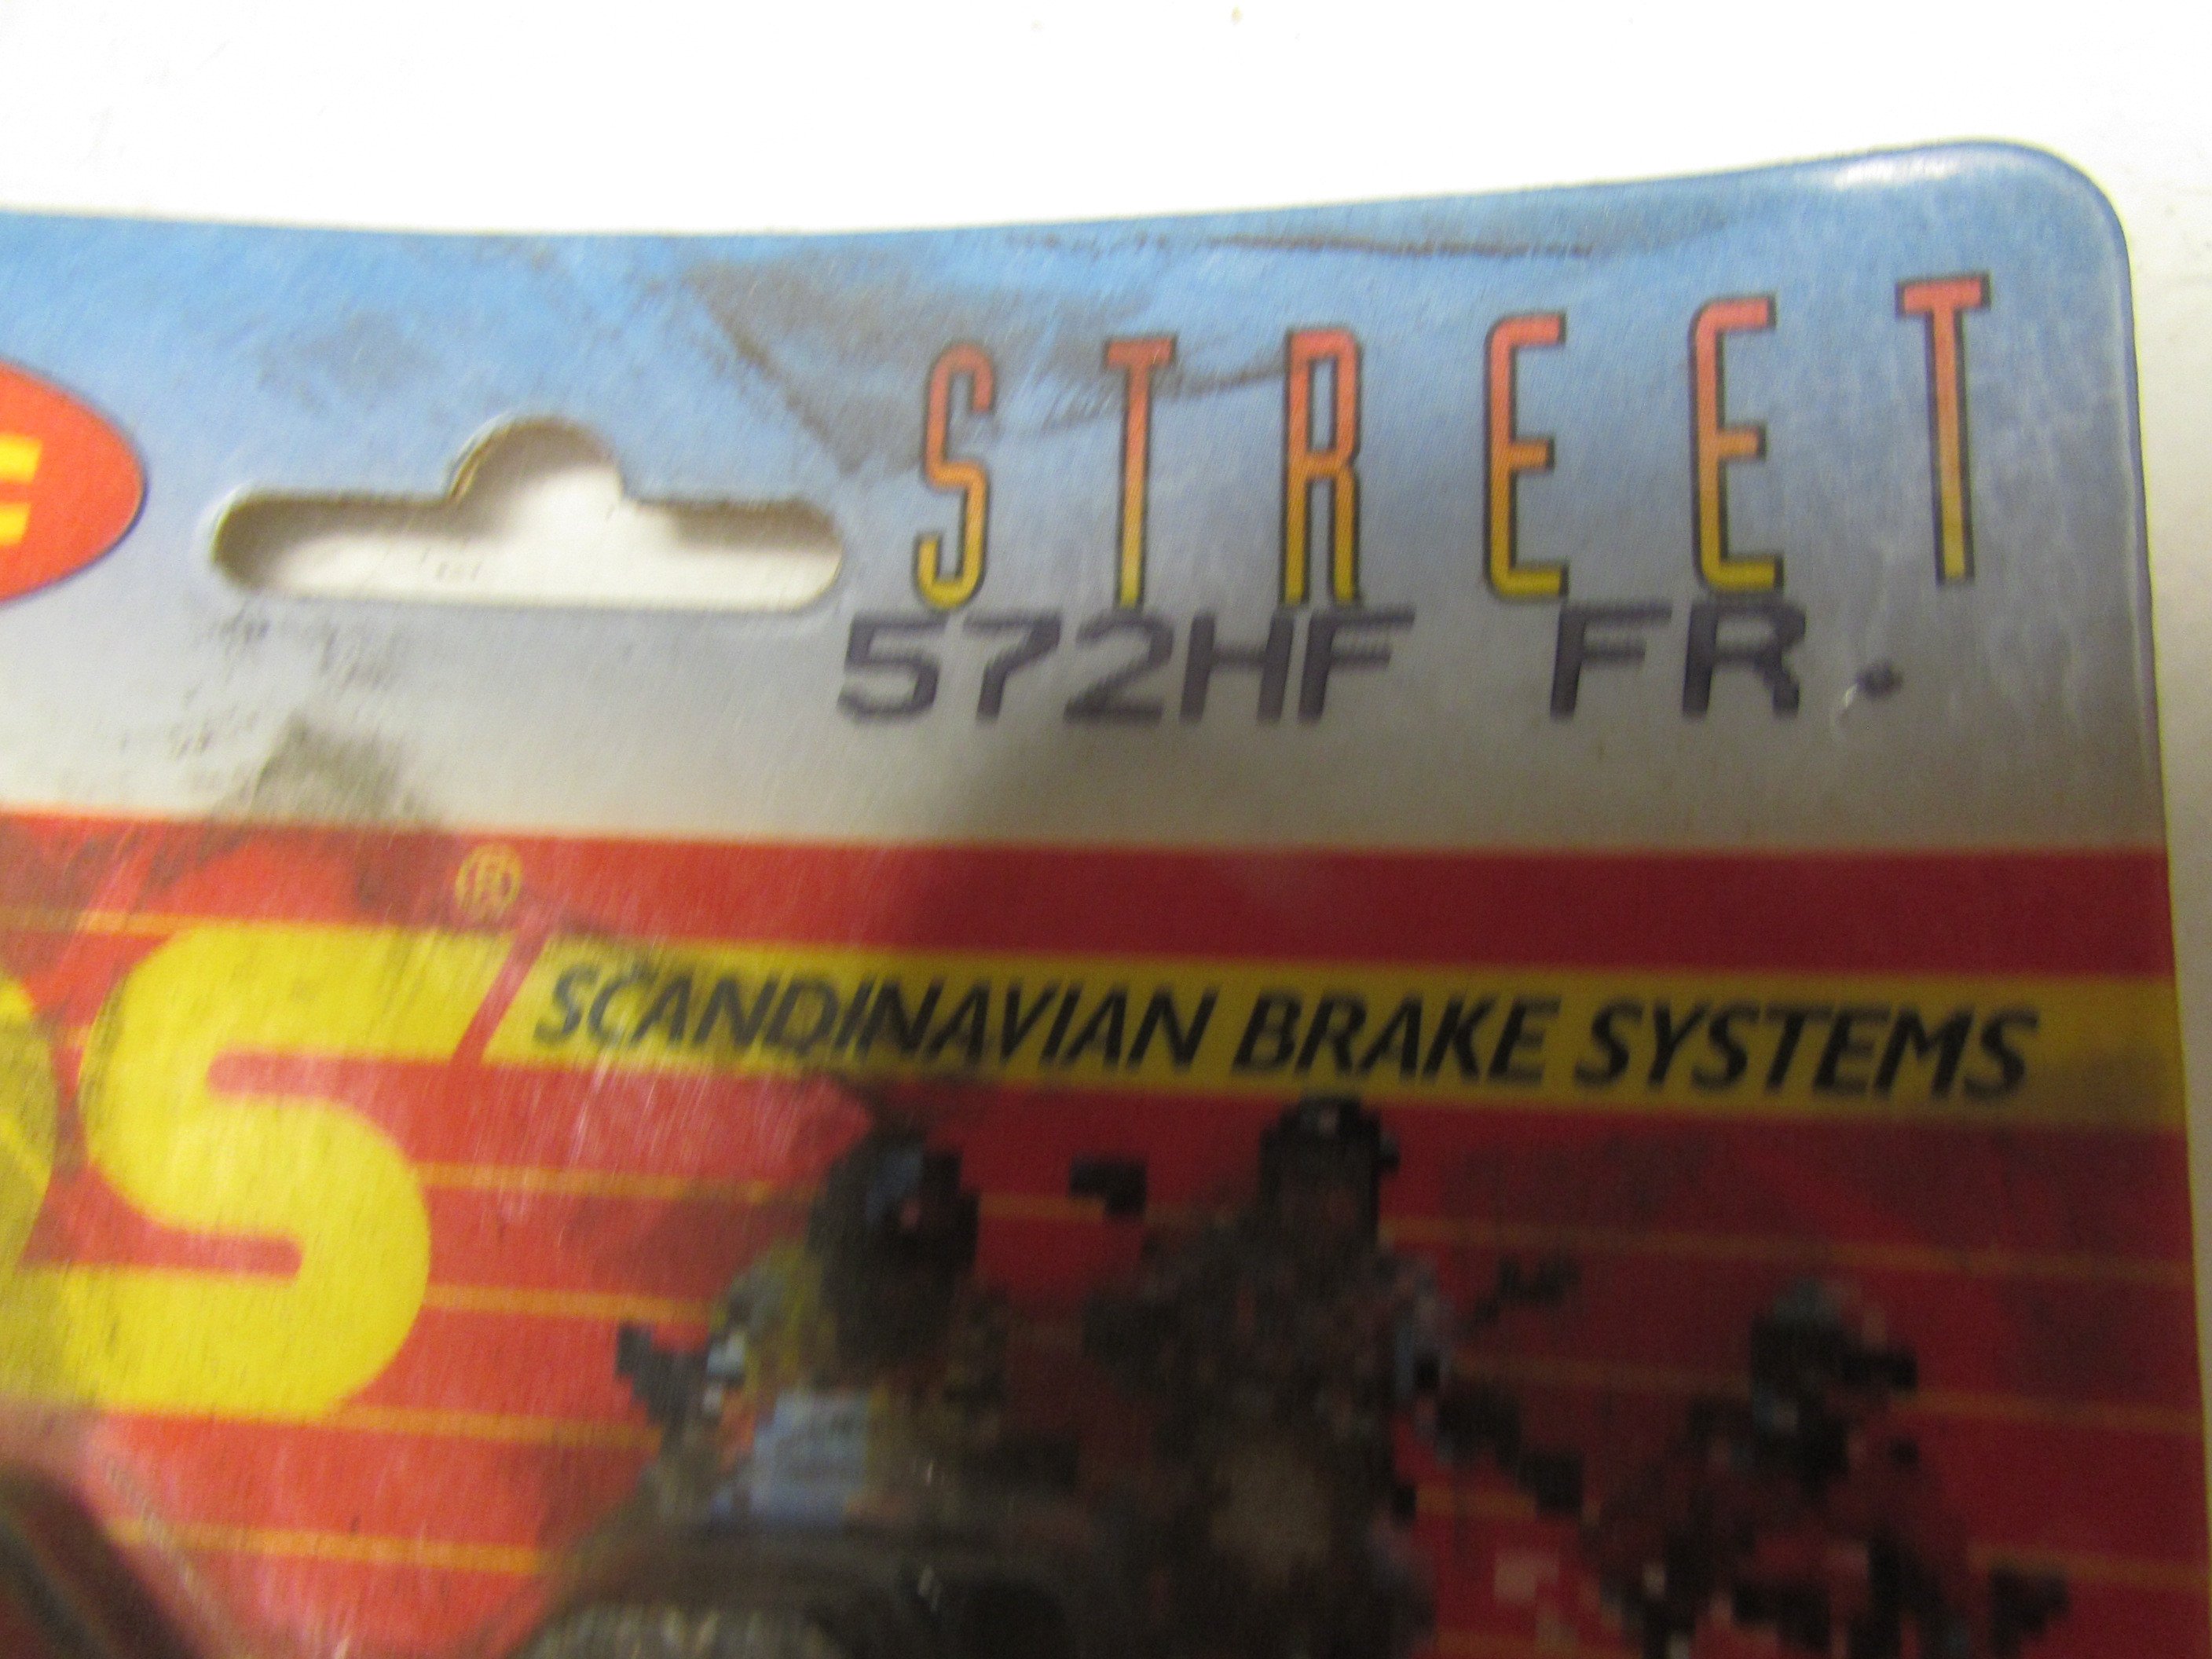 STREET
572HF FR.
S®
SCANDINAVIAN BRAKE SYSTEMS